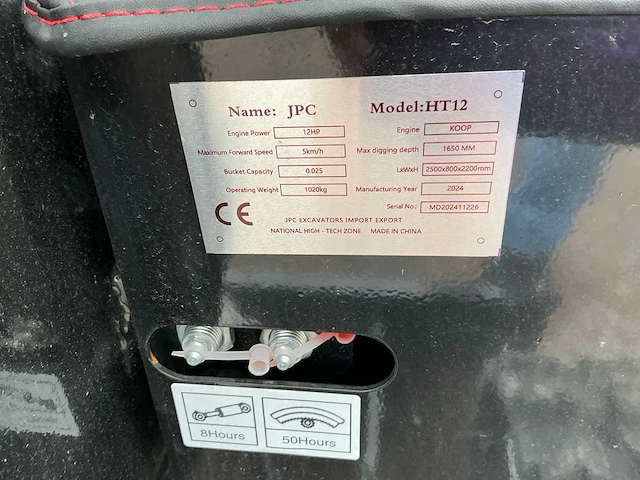 Name: JPC Model:HT12
Engine Power 12HP Engine KOOP
Maximum Forward Speed 5km/h Max digging depth 1650 MM
Bucket Capacity 0.025 LxWxH 2500x800x2200mm
Operating Weight 1020kg Manufacturing Year 2024
Serial No.: MD202411226
CE
JPC EXCAVATORS IMPORT EXPORT
NATIONAL HIGH - TECH ZONE MADE IN CHINA
8Hours 50Hours